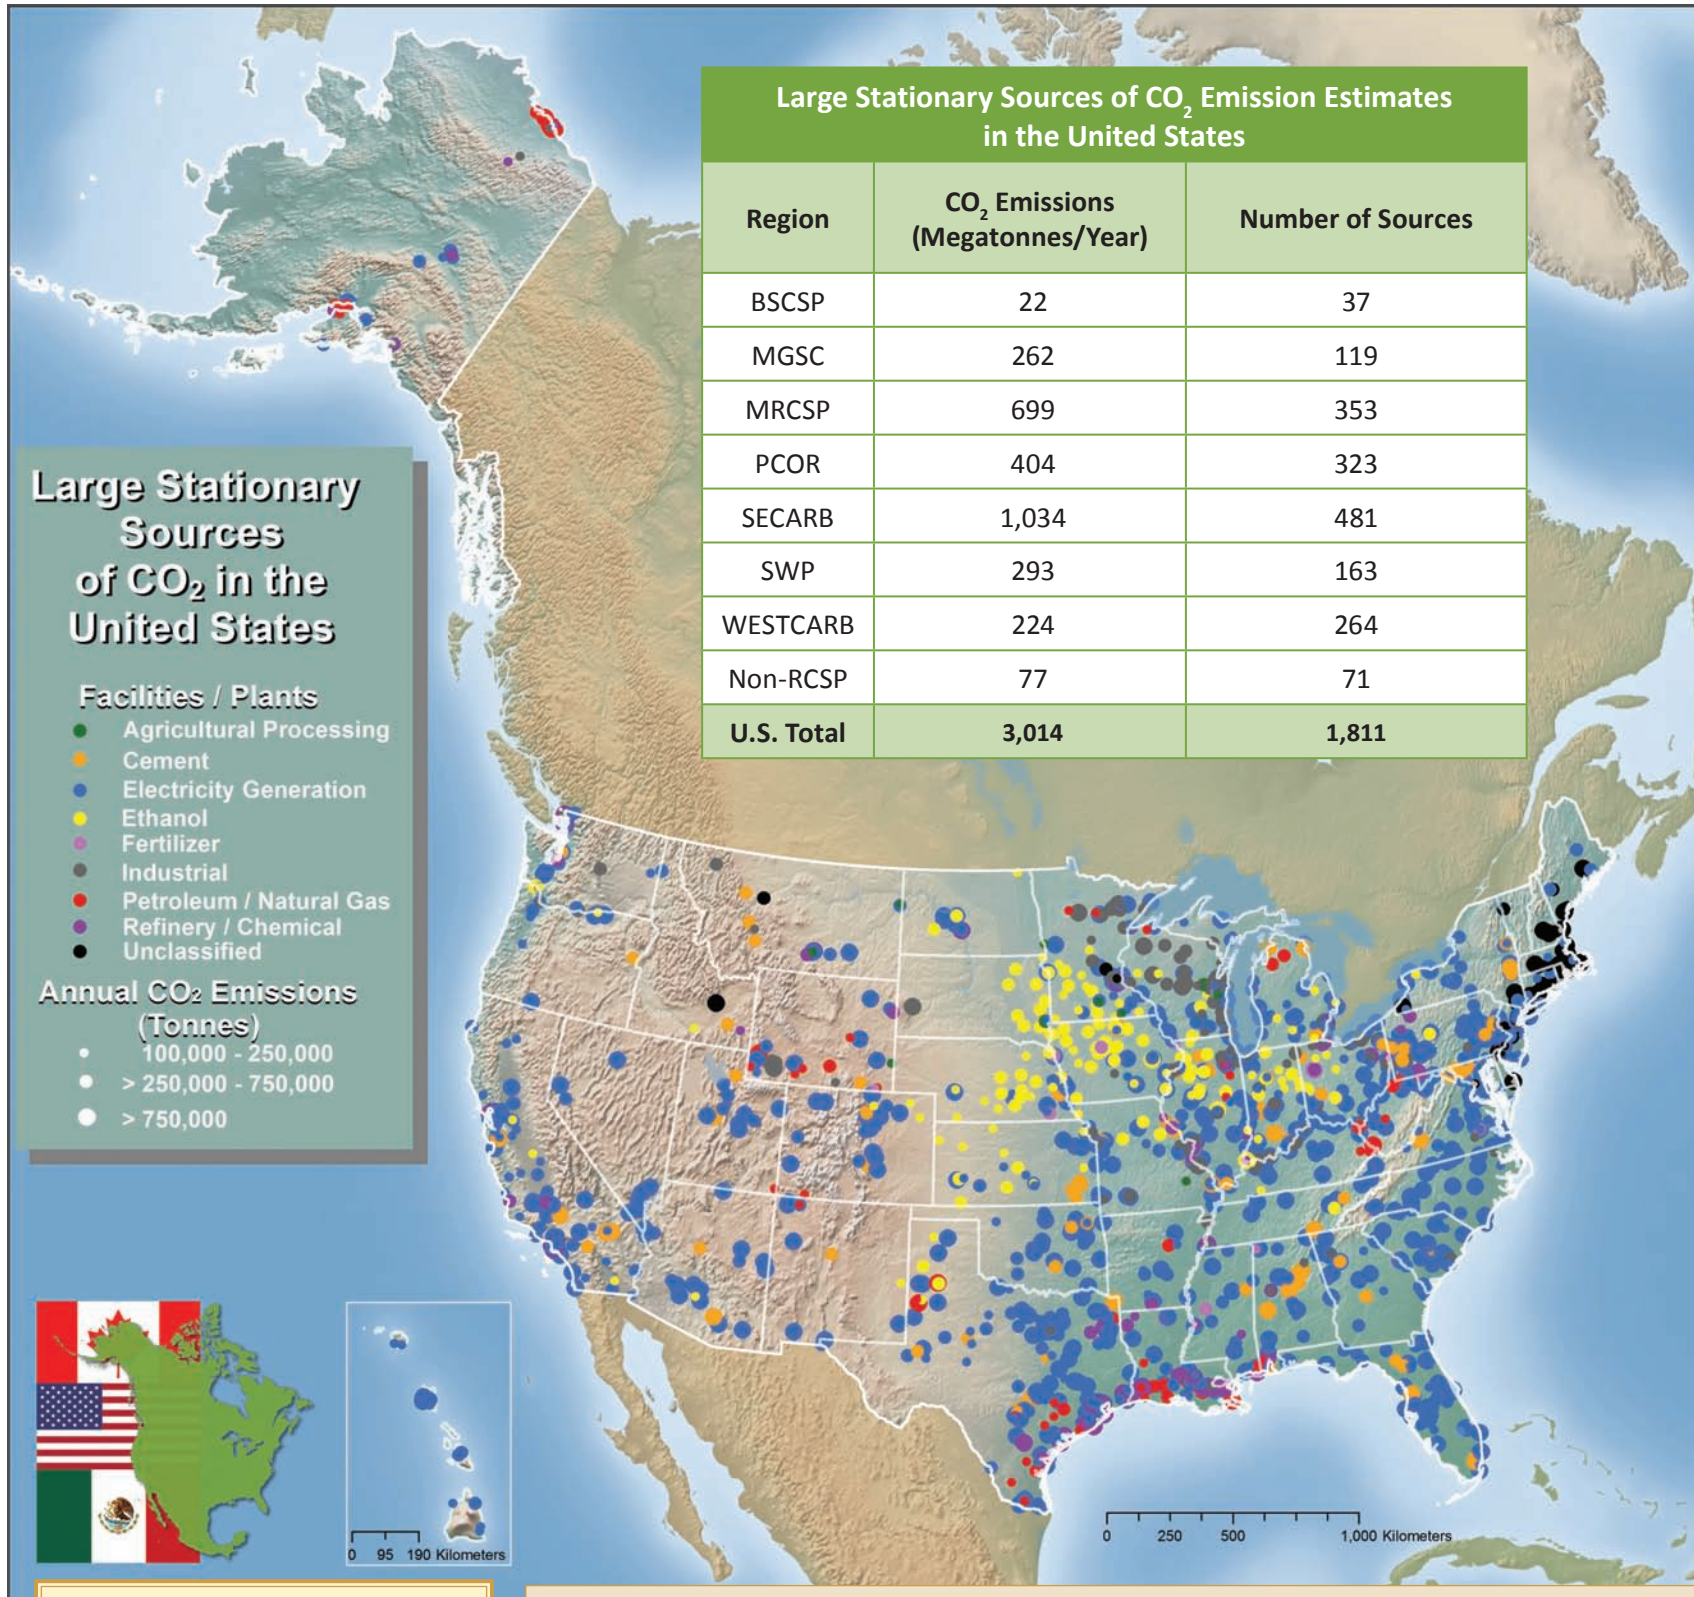 Large Stationary Sources of CO2 Emission Estimates
in the United States
Region
CO2 Emissions
(Megatonnes/Year)
Number of Sources
BSCSP 22 37
MGSC 262 119
MRCSP 699 353
PCOR 404 323
SECARB 1,034 481
SWP 293 163
WESTCARB 224 264
Non-RCSP 77 71
U.S. Total 3,014 1,811
Large Stationary
Sources
of CO2 in the
United States
Facilities / Plants
Agricultural Processing
Cement
Electricity Generation
Ethanol
Fertilizer
Industrial
Petroleum / Natural Gas
Refinery / Chemical
Unclassified
Annual CO2 Emissions
(Tonnes)
100,000 - 250,000
> 250,000 - 750,000
> 750,000
0 95 190 Kilometers
0 250 500 1,000 Kilometers